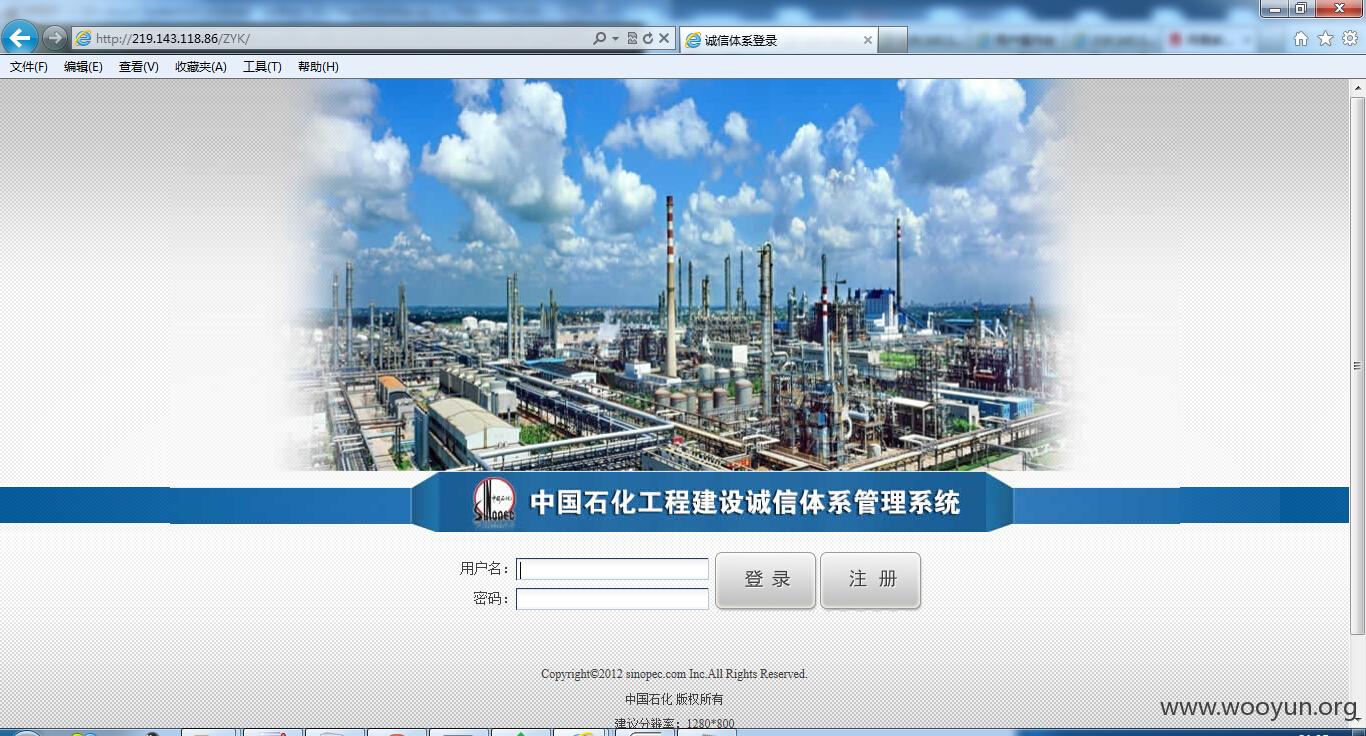 http://219.143.118.86/ZYK/
诚信体系登录
文件(F) 编辑(E) 查看(V) 收藏夹(A) 工具(T) 帮助(H)
中国石化
SINOPEC
中国石化工程建设诚信体系管理系统
用户名：
密码：
登 录
注 册
Copyright©2012 sinopec.com Inc.All Rights Reserved.
中国石化 版权所有
建议分辨率：1280*800
www.wooyun.org